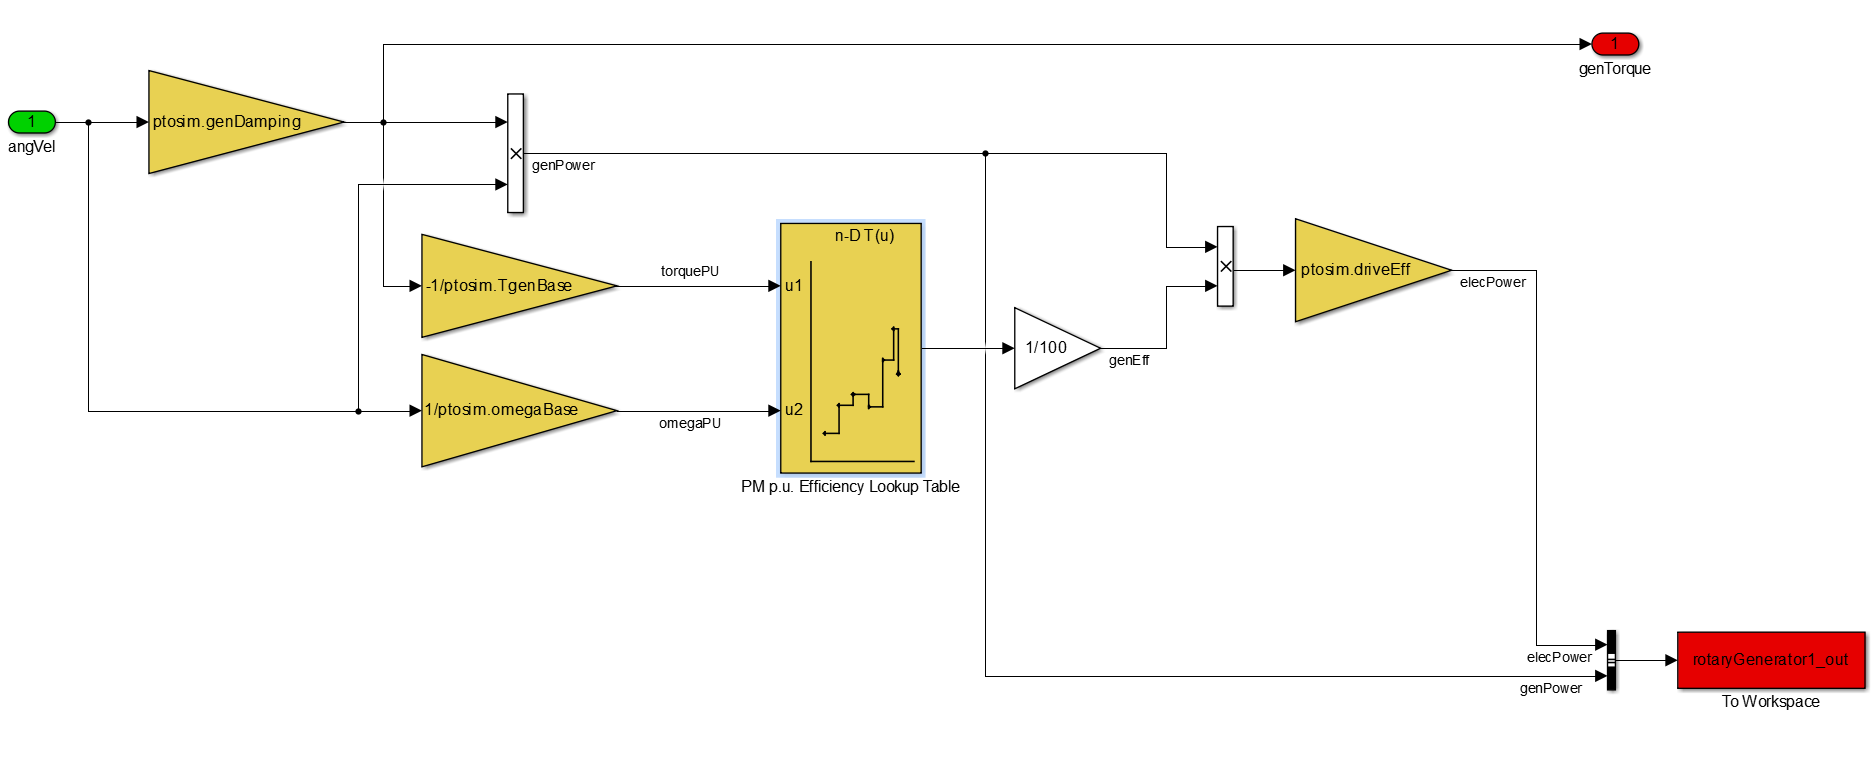 1
genTorque
1
angVel
ptosim.genDamping
×
genPower
-1/ptosim.TgenBase
torquePU
1/ptosim.omegaBase
omegaPU
n-D T(u)
u1
u2
PM p.u. Efficiency Lookup Table
1/100
genEff
×
ptosim.driveEff
elecPower
elecPower
genPower
rotaryGenerator1_out
To Workspace